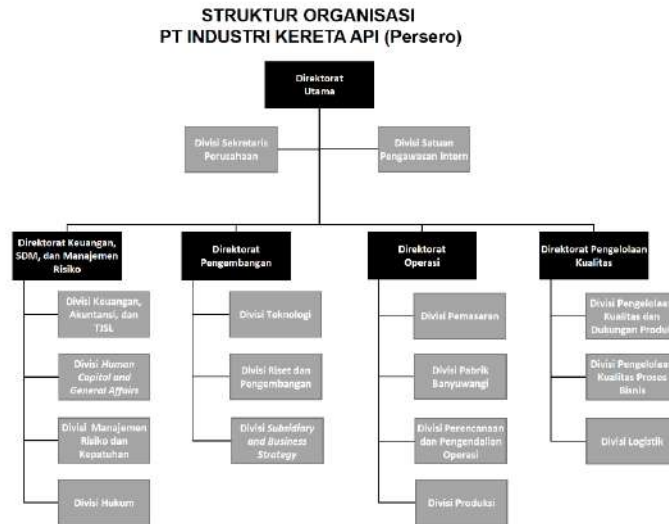 STRUKTUR ORGANISASI
PT INDUSTRI KERETA API (Persero)
Direktorat
Utama
Divisi Sekretaris
Perusahaan
Divisi Satuan
Pengawasan Intern
Direktorat Keuangan,
SDM, dan Manajemen
Risiko
Direktorat
Pengembangan
Direktorat
Operasi
Direktorat Pengelolaan
Kualitas
Divisi Keuangan,
Akuntansi, dan
TJSL
Divisi Teknologi
Divisi Pemasaran
Divisi Pengelolaan
Kualitas dan
Dukungan Produk
Divisi Human
Capital and
General Affairs
Divisi Riset dan
Pengembangan
Divisi Pabrik
Banyuwangi
Divisi Pengelolaan
Kualitas Proses
Bisnis
Divisi Manajemen
Risiko dan
Kepatuhan
Divisi Subsidiary
and Business
Strategy
Divisi Perencanaan
dan Pengendalian
Operasi
Divisi Logistik
Divisi Hukum
Divisi Produksi